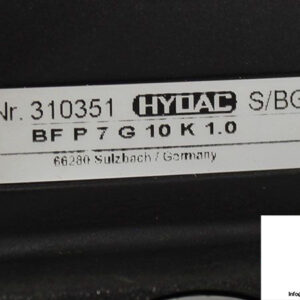 Nr. 310351 HYDAC S/BG
BF P 7 G 10 K 1.0
66280 Sulzbach / Germany